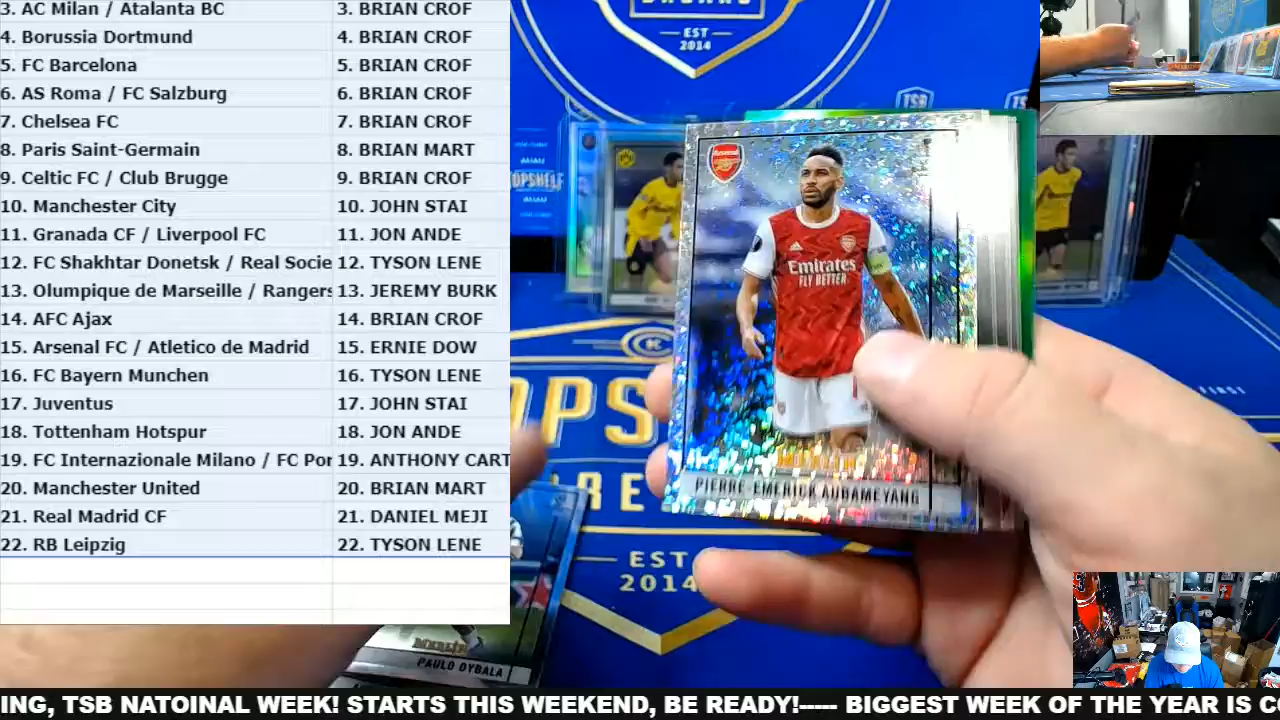 3. AC Milan / Atalanta BC 3. BRIAN CROF
4. Borussia Dortmund 4. BRIAN CROF
5. FC Barcelona 5. BRIAN CROF
6. AS Roma / FC Salzburg 6. BRIAN CROF
7. Chelsea FC 7. BRIAN CROF
8. Paris Saint-Germain 8. BRIAN MART
9. Celtic FC / Club Brugge 9. BRIAN CROF
10. Manchester City 10. JOHN STAI
11. Granada CF / Liverpool FC 11. JON ANDE
12. FC Shakhtar Donetsk / Real Socie 12. TYSON LENE
13. Olumpique de Marseille / Rangers 13. JEREMY BURK
14. AFC Ajax 14. BRIAN CROF
15. Arsenal FC / Atletico de Madrid 15. ERNIE DOW
16. FC Bayern Munchen 16. TYSON LENE
17. Juventus 17. JOHN STAI
18. Tottenham Hotspur 18. JON ANDE
19. FC Internazionale Milano / FC Por 19. ANTHONY CART
20. Manchester United 20. BRIAN MART
21. Real Madrid CF 21. DANIEL MEJI
22. RB Leipzig 22. TYSON LENE
EST
2014
TSB
Arsenal
Emirates
FLY BETTER
PIERRE-EMERICK AUBAMEYANG
EST
2014
MERLIN
PAULO DYBALA
ING, TSB NATOINAL WEEK! STARTS THIS WEEKEND, BE READY!----- BIGGEST WEEK OF THE YEAR IS C